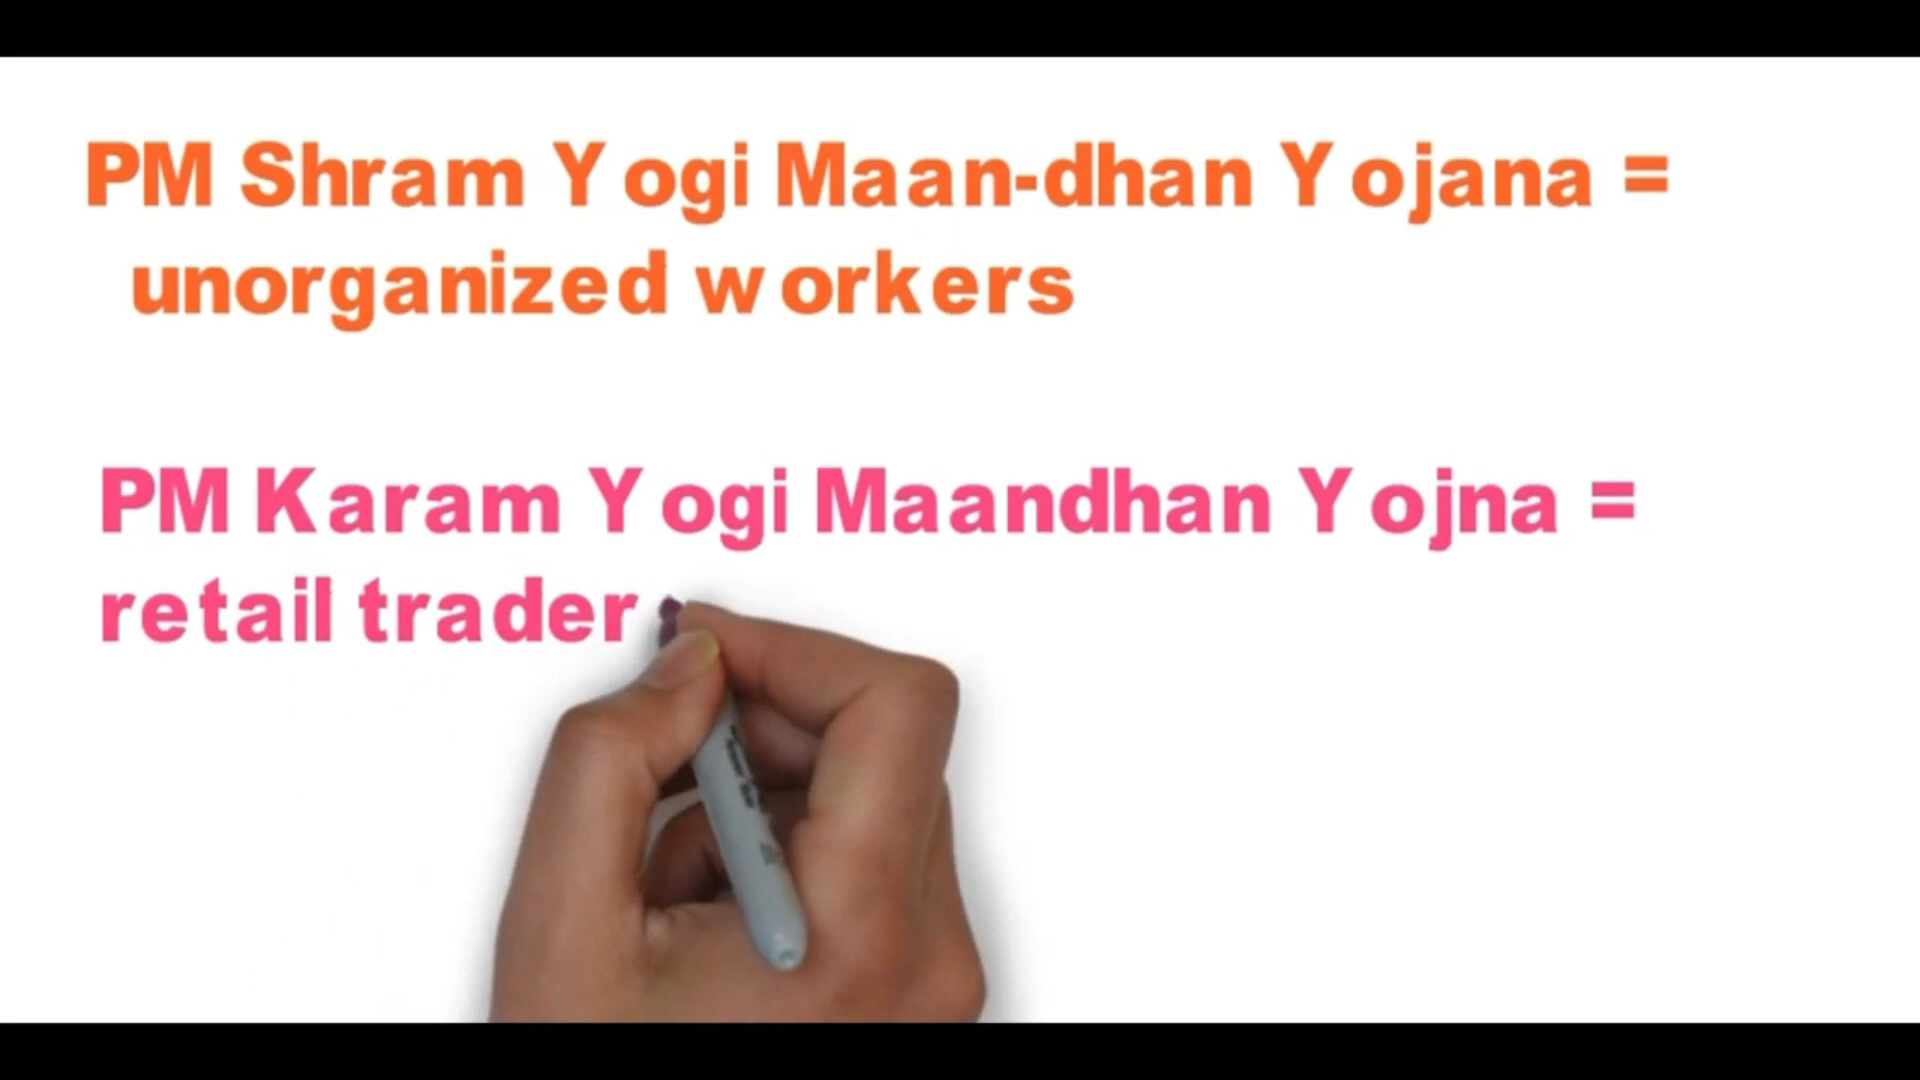 PM Shram Yogi Maan-dhan Yojana =
unorganized workers
PM Karam Yogi Maandhan Yojna =
retail trader